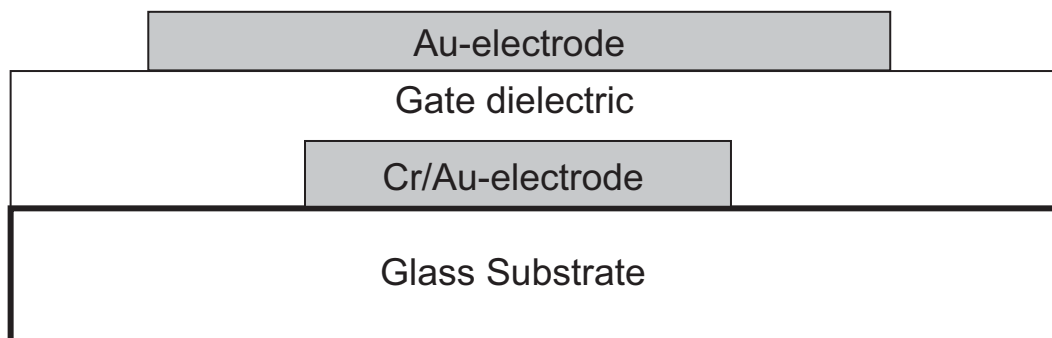 Au-electrode
Gate dielectric
Cr/Au-electrode
Glass Substrate